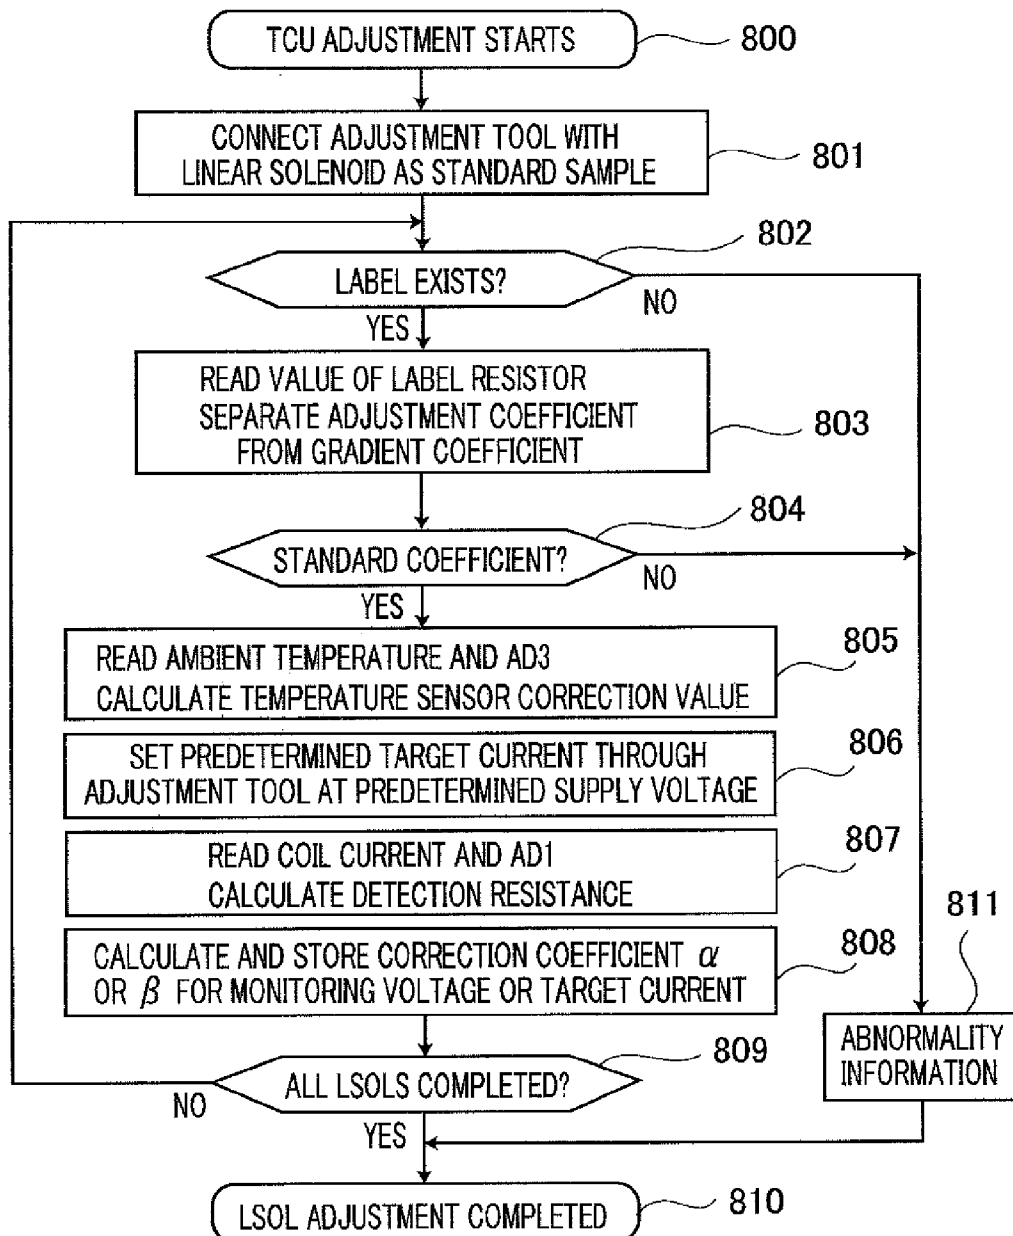 TCU ADJUSTMENT STARTS
800
CONNECT ADJUSTMENT TOOL WITH
LINEAR SOLENOID AS STANDARD SAMPLE
801
802
LABEL EXISTS?
NO
YES
READ VALUE OF LABEL RESISTOR
SEPARATE ADJUSTMENT COEFFICIENT
FROM GRADIENT COEFFICIENT
803
804
STANDARD COEFFICIENT?
NO
YES
READ AMBIENT TEMPERATURE AND AD3
CALCULATE TEMPERATURE SENSOR CORRECTION VALUE
805
SET PREDETERMINED TARGET CURRENT THROUGH
ADJUSTMENT TOOL AT PREDETERMINED SUPPLY VOLTAGE
806
READ COIL CURRENT AND AD1
CALCULATE DETECTION RESISTANCE
807
CALCULATE AND STORE CORRECTION COEFFICIENT α
OR β FOR MONITORING VOLTAGE OR TARGET CURRENT
808
811
ABNORMALITY
INFORMATION
809
ALL LSOLS COMPLETED?
NO
YES
LSOL ADJUSTMENT COMPLETED
810